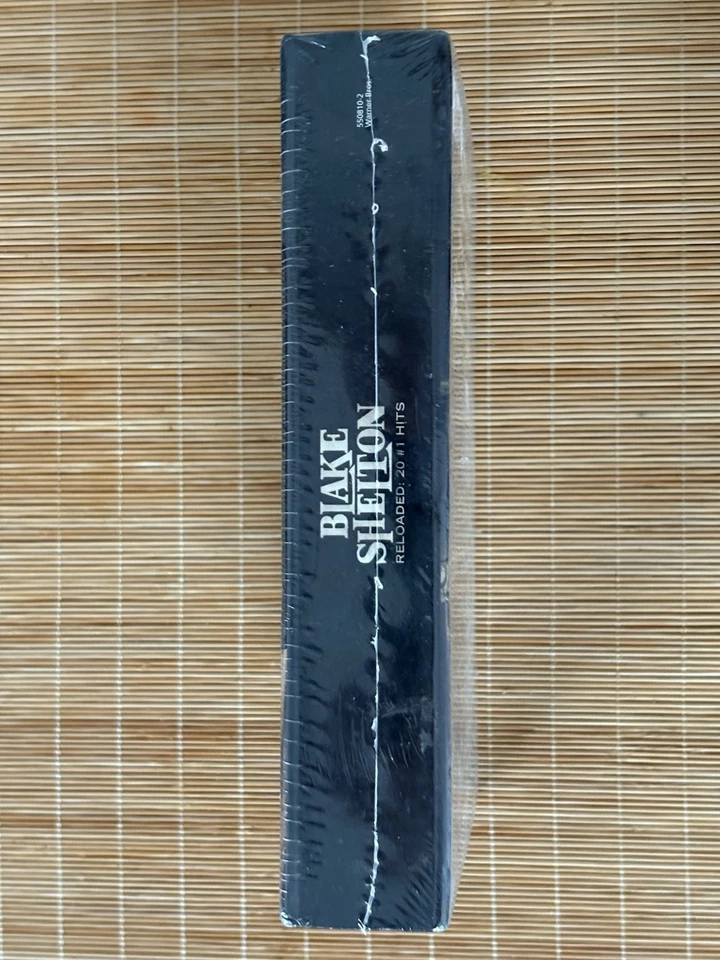 BLAKE
SHELTON
RELOADED: 20 #1 HITS
550810-2
Warner Bros.